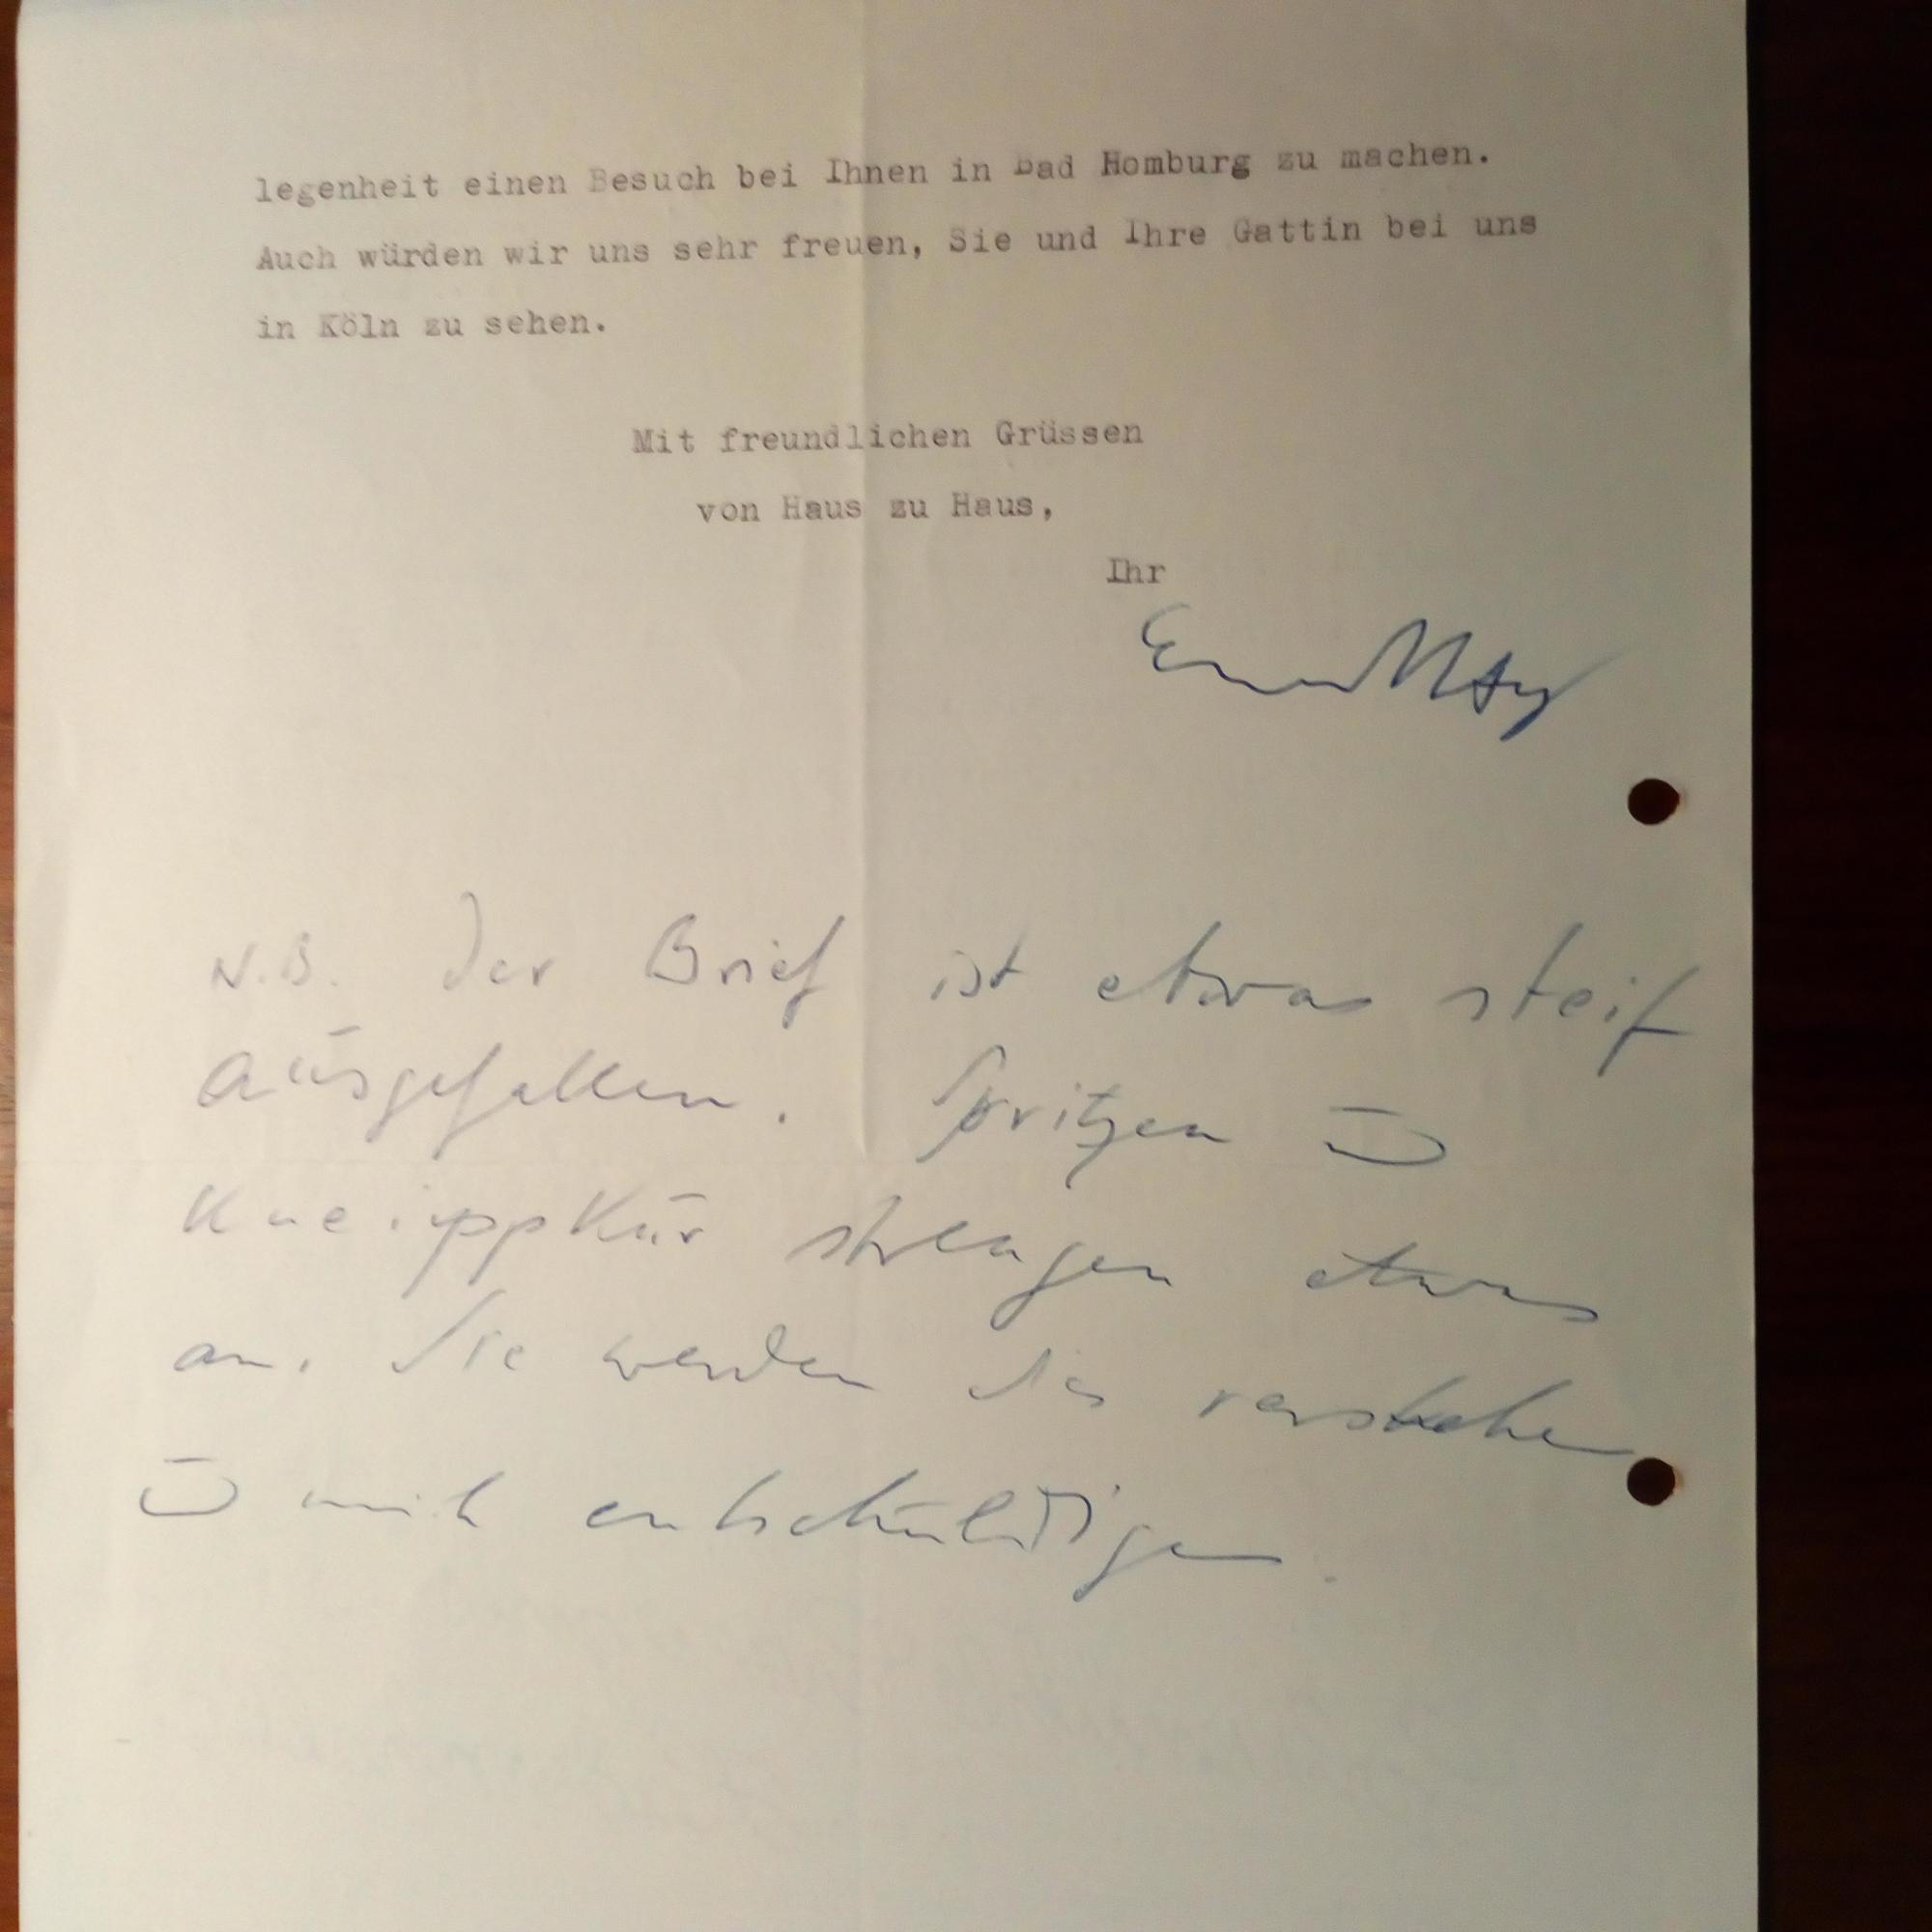 legenheit einen Besuch bei Ihnen in Bad Homburg zu machen.
Auch würden wir uns sehr freuen, Sie und Ihre Gattin bei uns
in Köln zu sehen.
Mit freundlichen Grüssen
von Haus zu Haus,
Ihr
N.B. Der Brief ist etwas steif
ausgefallen. Spritzen u
Kneippkur strengen etwas
an. Sie werden dies verstehen
u mich entschuldigen.